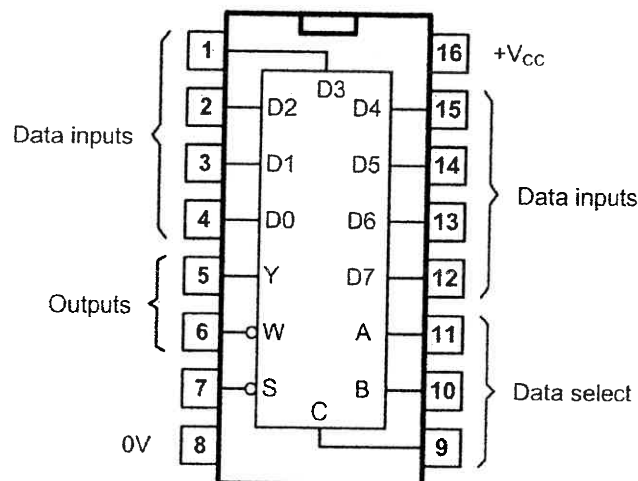 1 16 +VCC
D3
2 D2 D4 15
Data inputs
3 D1 D5 14
Data inputs
4 D0 D6 13
5 Y D7 12
Outputs
6 W A 11
7 S B 10
Data select
C
0V 8 9